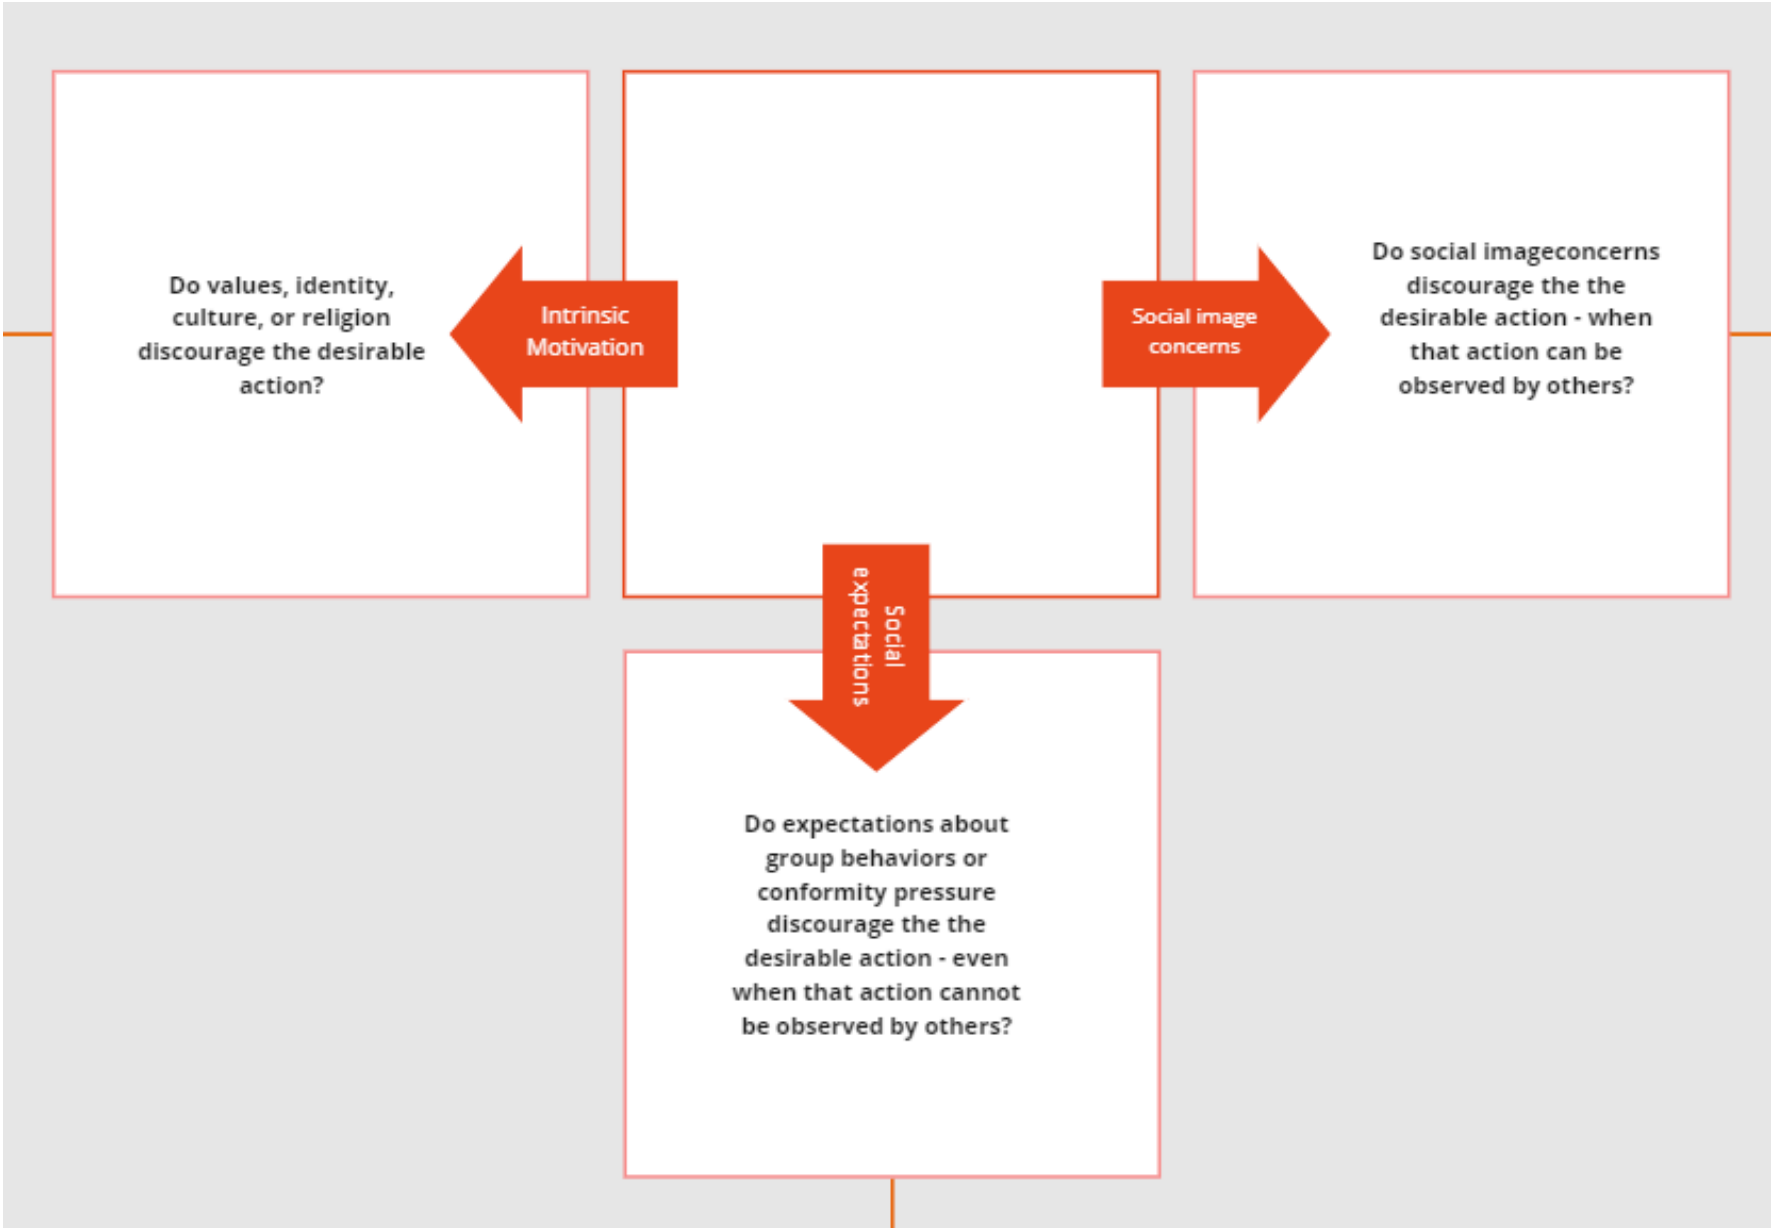 Do values, identity,
culture, or religion
discourage the desirable
action?
Intrinsic
Motivation
Social image
concerns
Do social imageconcerns
discourage the the
desirable action - when
that action can be
observed by others?
Social
expectations
Do expectations about
group behaviors or
conformity pressure
discourage the the
desirable action - even
when that action cannot
be observed by others?